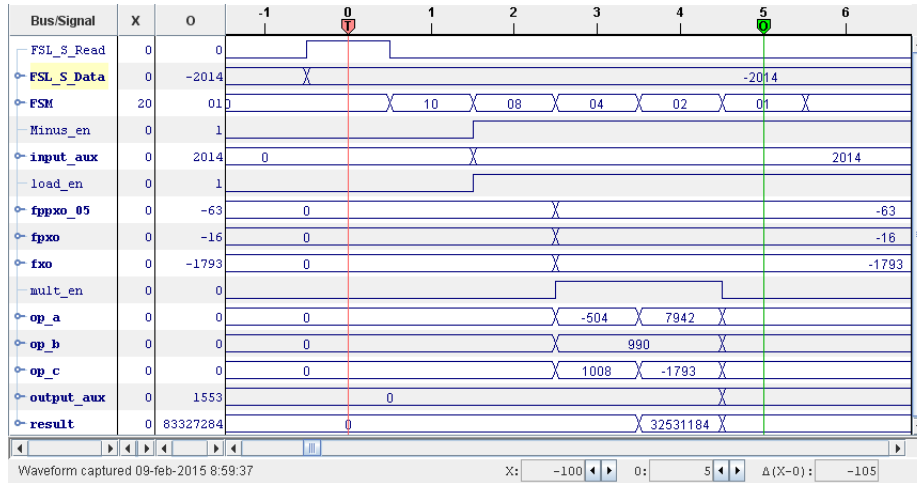 Bus/Signal X O -1 0 1 2 3 4 5 6
T O
FSL_S_Read 0 0
FSL_S_Data 0 -2014 -2014
FSM 20 01 10 08 04 02 01
Minus_en 0 1
input_aux 0 2014 0 2014
load_en 0 1
fppxo_05 0 -63 0 -63
fpxo 0 -16 0 -16
fxo 0 -1793 0 -1793
mult_en 0 0
op_a 0 0 0 -504 7942
op_b 0 0 0 990
op_c 0 0 0 1008 -1793
output_aux 0 1553 0
result 0 83327284 0 32531184
Waveform captured 09-feb-2015 8:59:37 X: -100 O: 5 Δ(X-O): -105